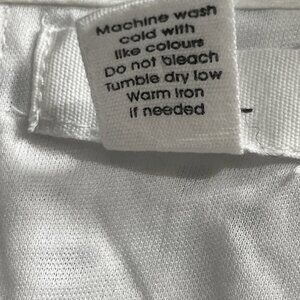 Machine wash
cold with
like colours
Do not bleach
Tumble dry low
Warm Iron
if needed